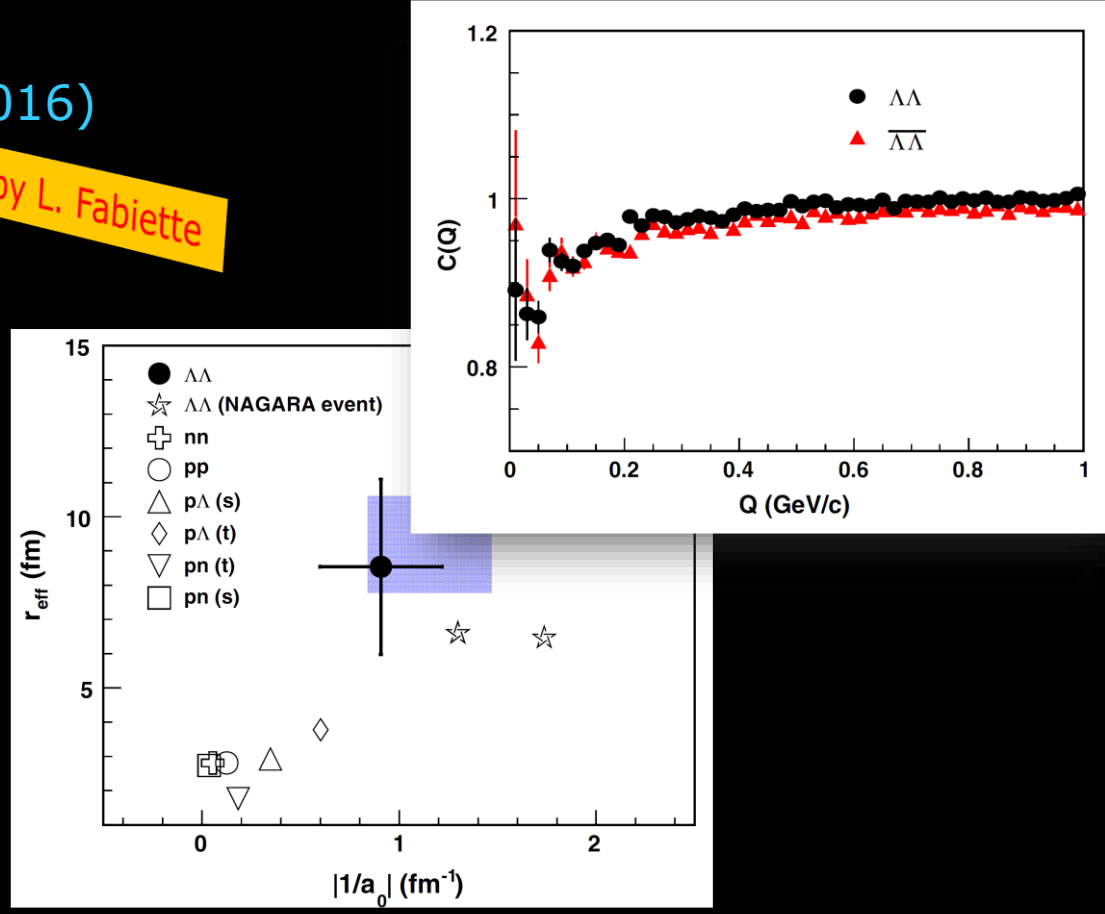 016)
by L. Fabiette
1.2
1
0.8
C(Q)
ΛΛ
Λ̅Λ̅
0
0.2
0.4
0.6
0.8
1
Q (GeV/c)
15
10
5
r_eff (fm)
ΛΛ
ΛΛ (NAGARA event)
nn
pp
pΛ (s)
pΛ (t)
pn (t)
pn (s)
0
1
2
|1/a₀| (fm⁻¹)